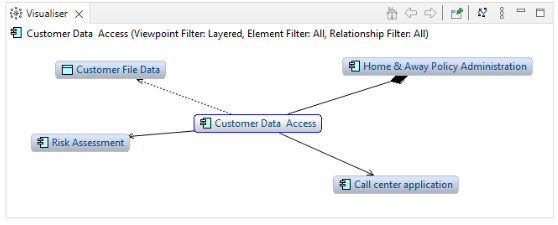 Visualiser
Customer Data  Access (Viewpoint Filter: Layered, Element Filter: All, Relationship Filter: All)
Customer File Data
Home & Away Policy Administration
Customer Data  Access
Risk Assessment
Call center application